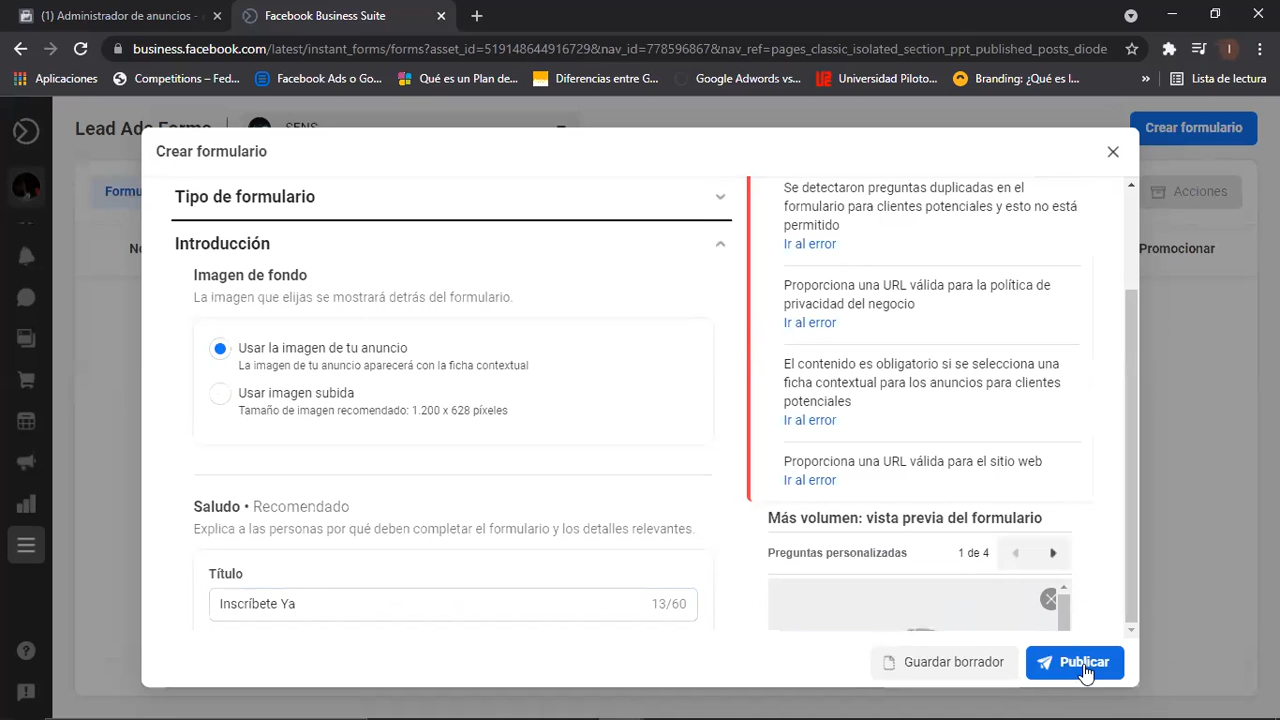 (1) Administrador de anuncios -
Facebook Business Suite
business.facebook.com/latest/instant_forms/forms?asset_id=5191486449167298&nav_id=778596867&nav_ref=pages_classic_isolated_section_ppt_published_posts_diode
Aplicaciones
Competitions – Fed...
Facebook Ads o Go...
Qué es un Plan de...
Diferencias entre G...
Google Adwords vs...
Universidad Piloto...
Branding: ¿Qué es l...
Lista de lectura
Lead Ads Forms
SENS
Crear formulario
Formu
Acciones
No
Promocionar
Crear formulario
Tipo de formulario
Introducción
Imagen de fondo
La imagen que elijas se mostrará detrás del formulario.
Usar la imagen de tu anuncio
La imagen de tu anuncio aparecerá con la ficha contextual
Usar imagen subida
Tamaño de imagen recomendado: 1.200 x 628 píxeles
Saludo • Recomendado
Explica a las personas por qué deben completar el formulario y los detalles relevantes.
Título
Inscríbete Ya
13/60
Se detectaron preguntas duplicadas en el
formulario para clientes potenciales y esto no está
permitido
Ir al error
Proporciona una URL válida para la política de
privacidad del negocio
Ir al error
El contenido es obligatorio si se selecciona una
ficha contextual para los anuncios para clientes
potenciales
Ir al error
Proporciona una URL válida para el sitio web
Ir al error
Más volumen: vista previa del formulario
Preguntas personalizadas
1 de 4
Guardar borrador
Publicar